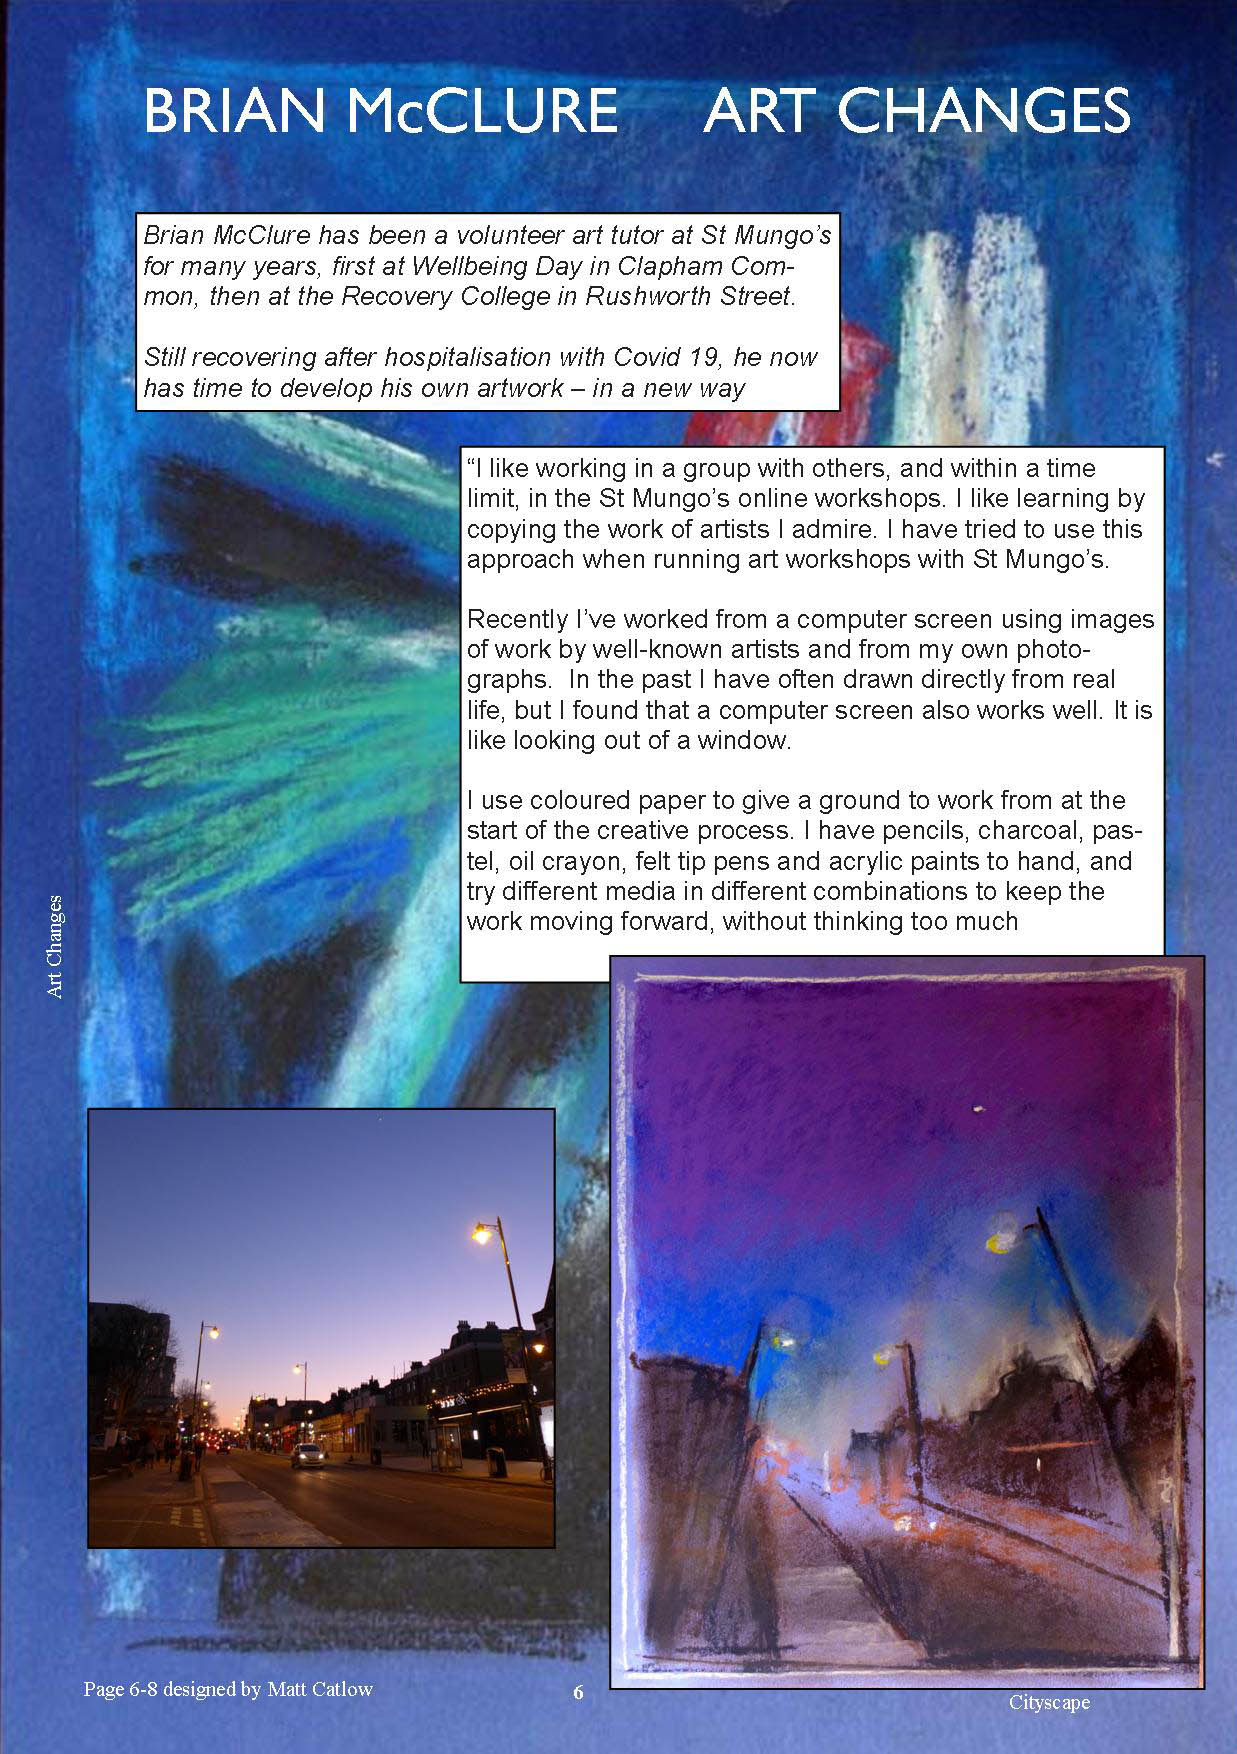 BRIAN McCLURE ART CHANGES
Brian McClure has been a volunteer art tutor at St Mungo’s
for many years, first at Wellbeing Day in Clapham Com-
mon, then at the Recovery College in Rushworth Street.
Still recovering after hospitalisation with Covid 19, he now
has time to develop his own artwork – in a new way
“I like working in a group with others, and within a time
limit, in the St Mungo’s online workshops. I like learning by
copying the work of artists I admire. I have tried to use this
approach when running art workshops with St Mungo’s.
Recently I’ve worked from a computer screen using images
of work by well-known artists and from my own photo-
graphs.  In the past I have often drawn directly from real
life, but I found that a computer screen also works well. It is
like looking out of a window.
I use coloured paper to give a ground to work from at the
start of the creative process. I have pencils, charcoal, pas-
tel, oil crayon, felt tip pens and acrylic paints to hand, and
try different media in different combinations to keep the
work moving forward, without thinking too much
Art Changes
Page 6-8 designed by Matt Catlow
6
Cityscape